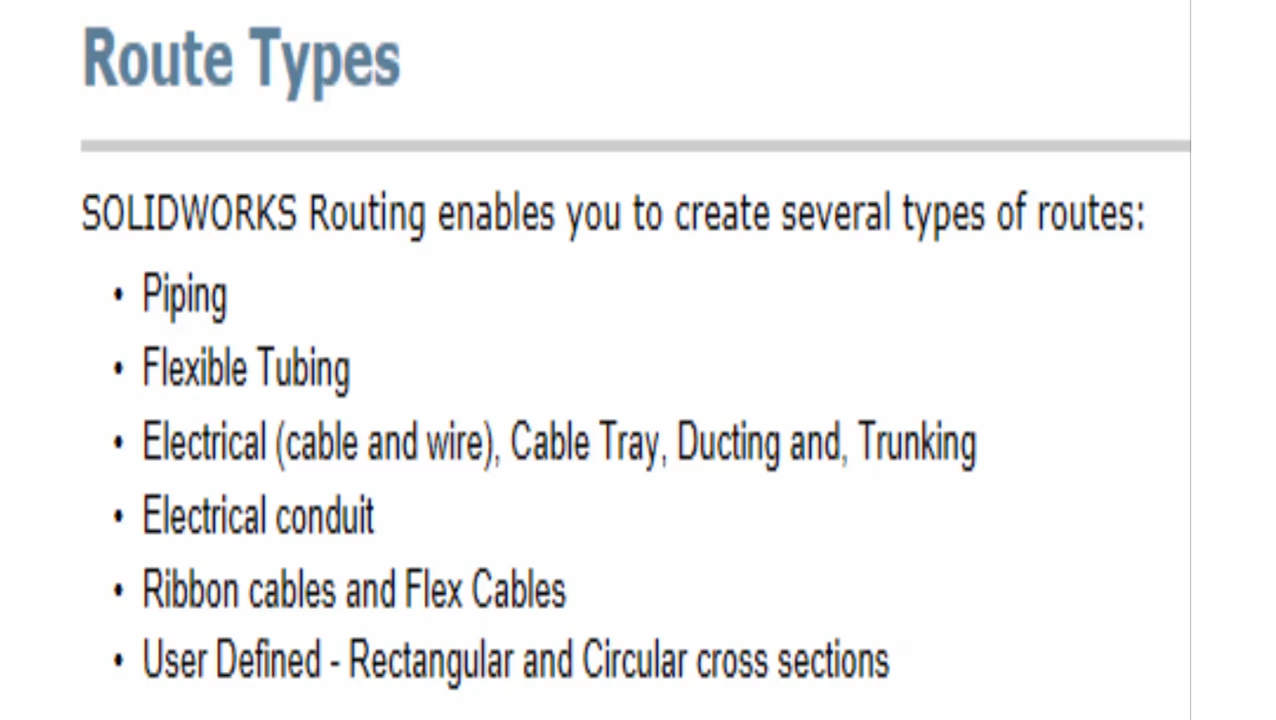 Route Types
SOLIDWORKS Routing enables you to create several types of routes:
• Piping
• Flexible Tubing
• Electrical (cable and wire), Cable Tray, Ducting and, Trunking
• Electrical conduit
• Ribbon cables and Flex Cables
• User Defined - Rectangular and Circular cross sections